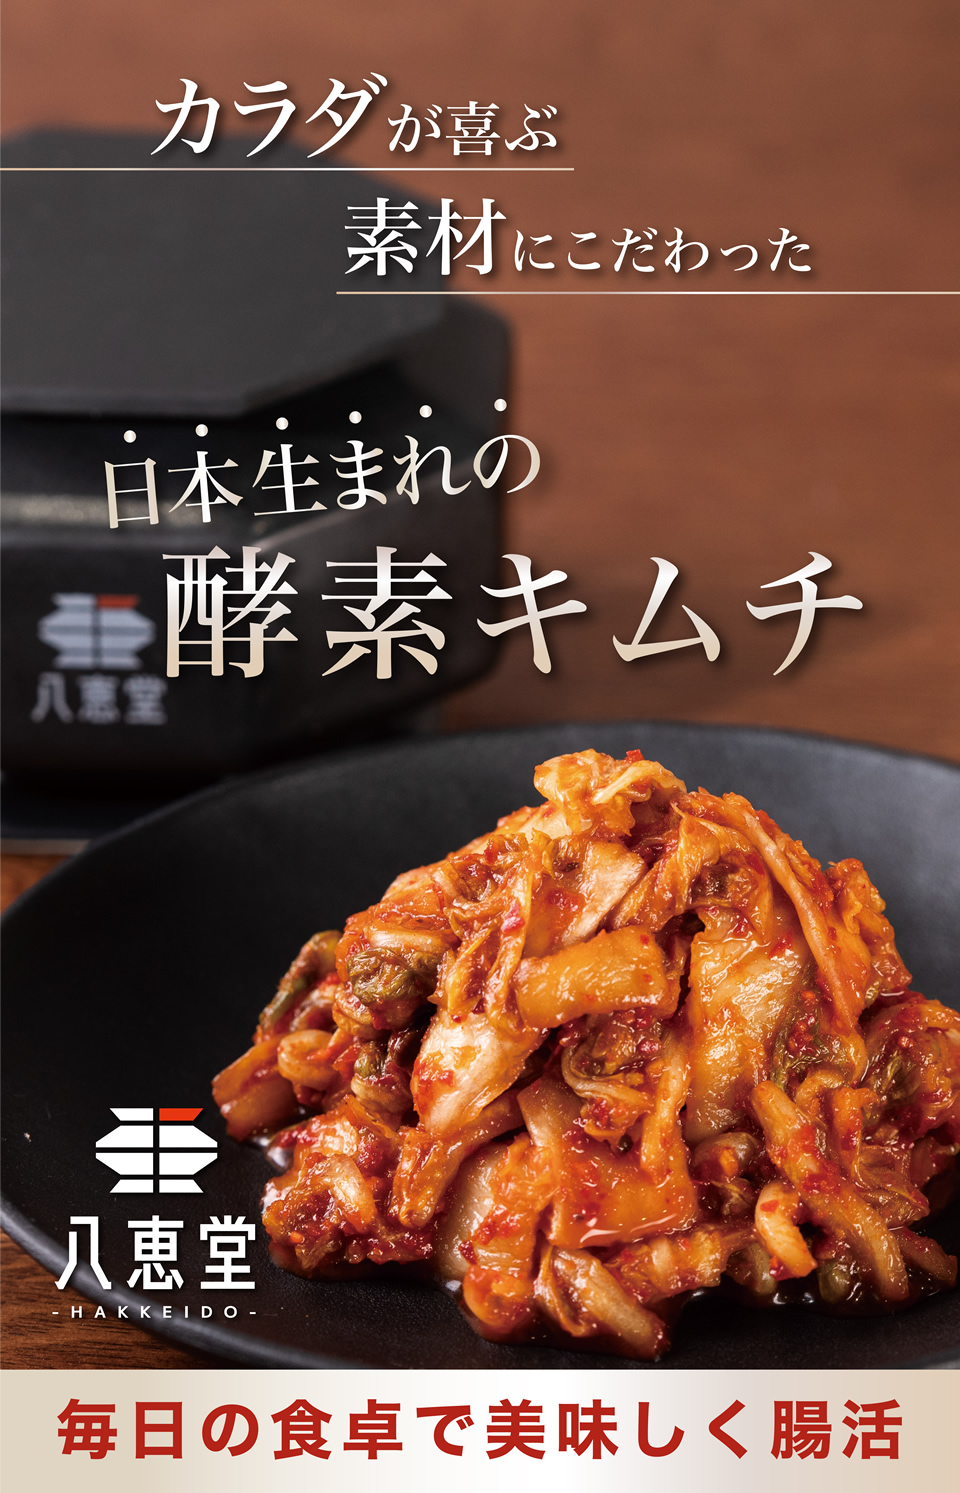 カラダが喜ぶ
素材にこだわった
日本生まれの
酵素キムチ
八恵堂
八恵堂
-HAKKEIDO-
毎日の食卓で美味しく腸活